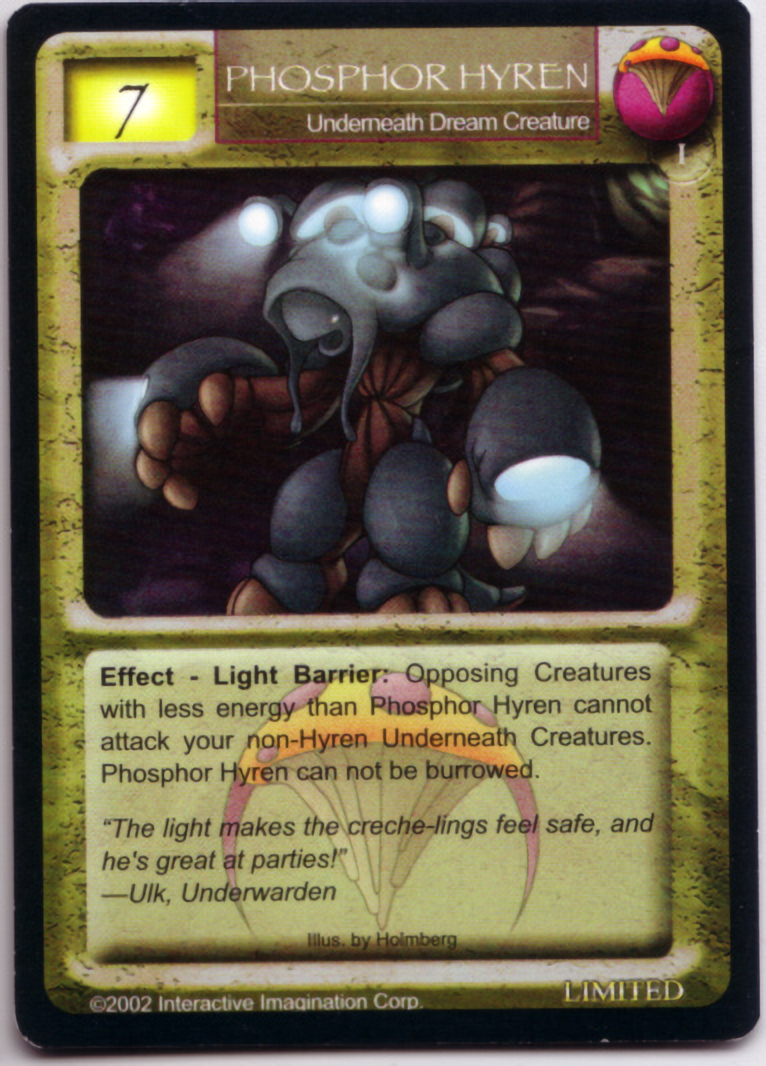 7
PHOSPHOR HYREN
Underneath Dream Creature
I
Effect - Light Barrier: Opposing Creatures
with less energy than Phosphor Hyren cannot
attack your non-Hyren Underneath Creatures.
Phosphor Hyren can not be burrowed.
“The light makes the creche-lings feel safe, and
he's great at parties!”
—Ulk, Underwarden
Illus. by Holmberg
LIMITED
©2002 Interactive Imagination Corp.